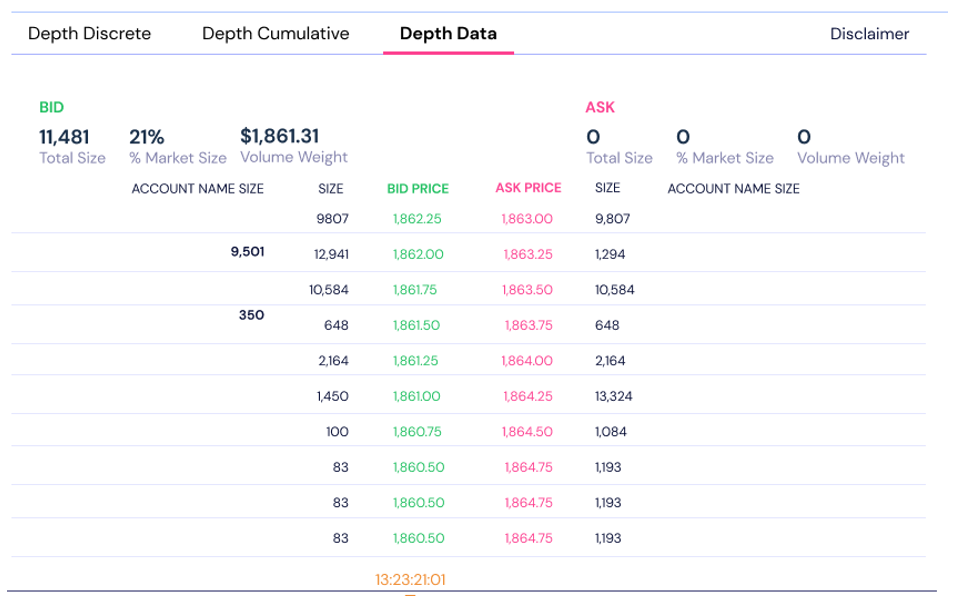 Depth Discrete Depth Cumulative Depth Data Disclaimer
BID ASK
11,481 21% $1,861.31 0 0 0
Total Size % Market Size Volume Weight Total Size % Market Size Volume Weight
ACCOUNT NAME SIZE SIZE BID PRICE ASK PRICE SIZE ACCOUNT NAME SIZE
9807 1,862.25 1,863.00 9,807
9,501 12,941 1,862.00 1,863.25 1,294
10,584 1,861.75 1,863.50 10,584
350 648 1,861.50 1,863.75 648
2,164 1,861.25 1,864.00 2,164
1,450 1,861.00 1,864.25 13,324
100 1,860.75 1,864.50 1,084
83 1,860.50 1,864.75 1,193
83 1,860.50 1,864.75 1,193
83 1,860.50 1,864.75 1,193
13:23:21:01